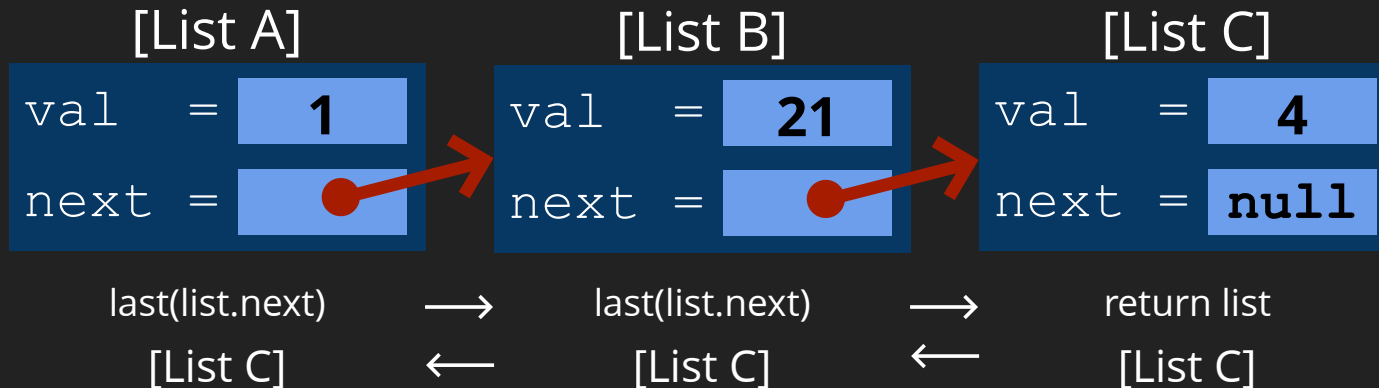 [List A] [List B] [List C]
val = 1 val = 21 val = 4
next = next = next = null
last(list.next) → last(list.next) → return list
[List C] ← [List C] ← [List C]